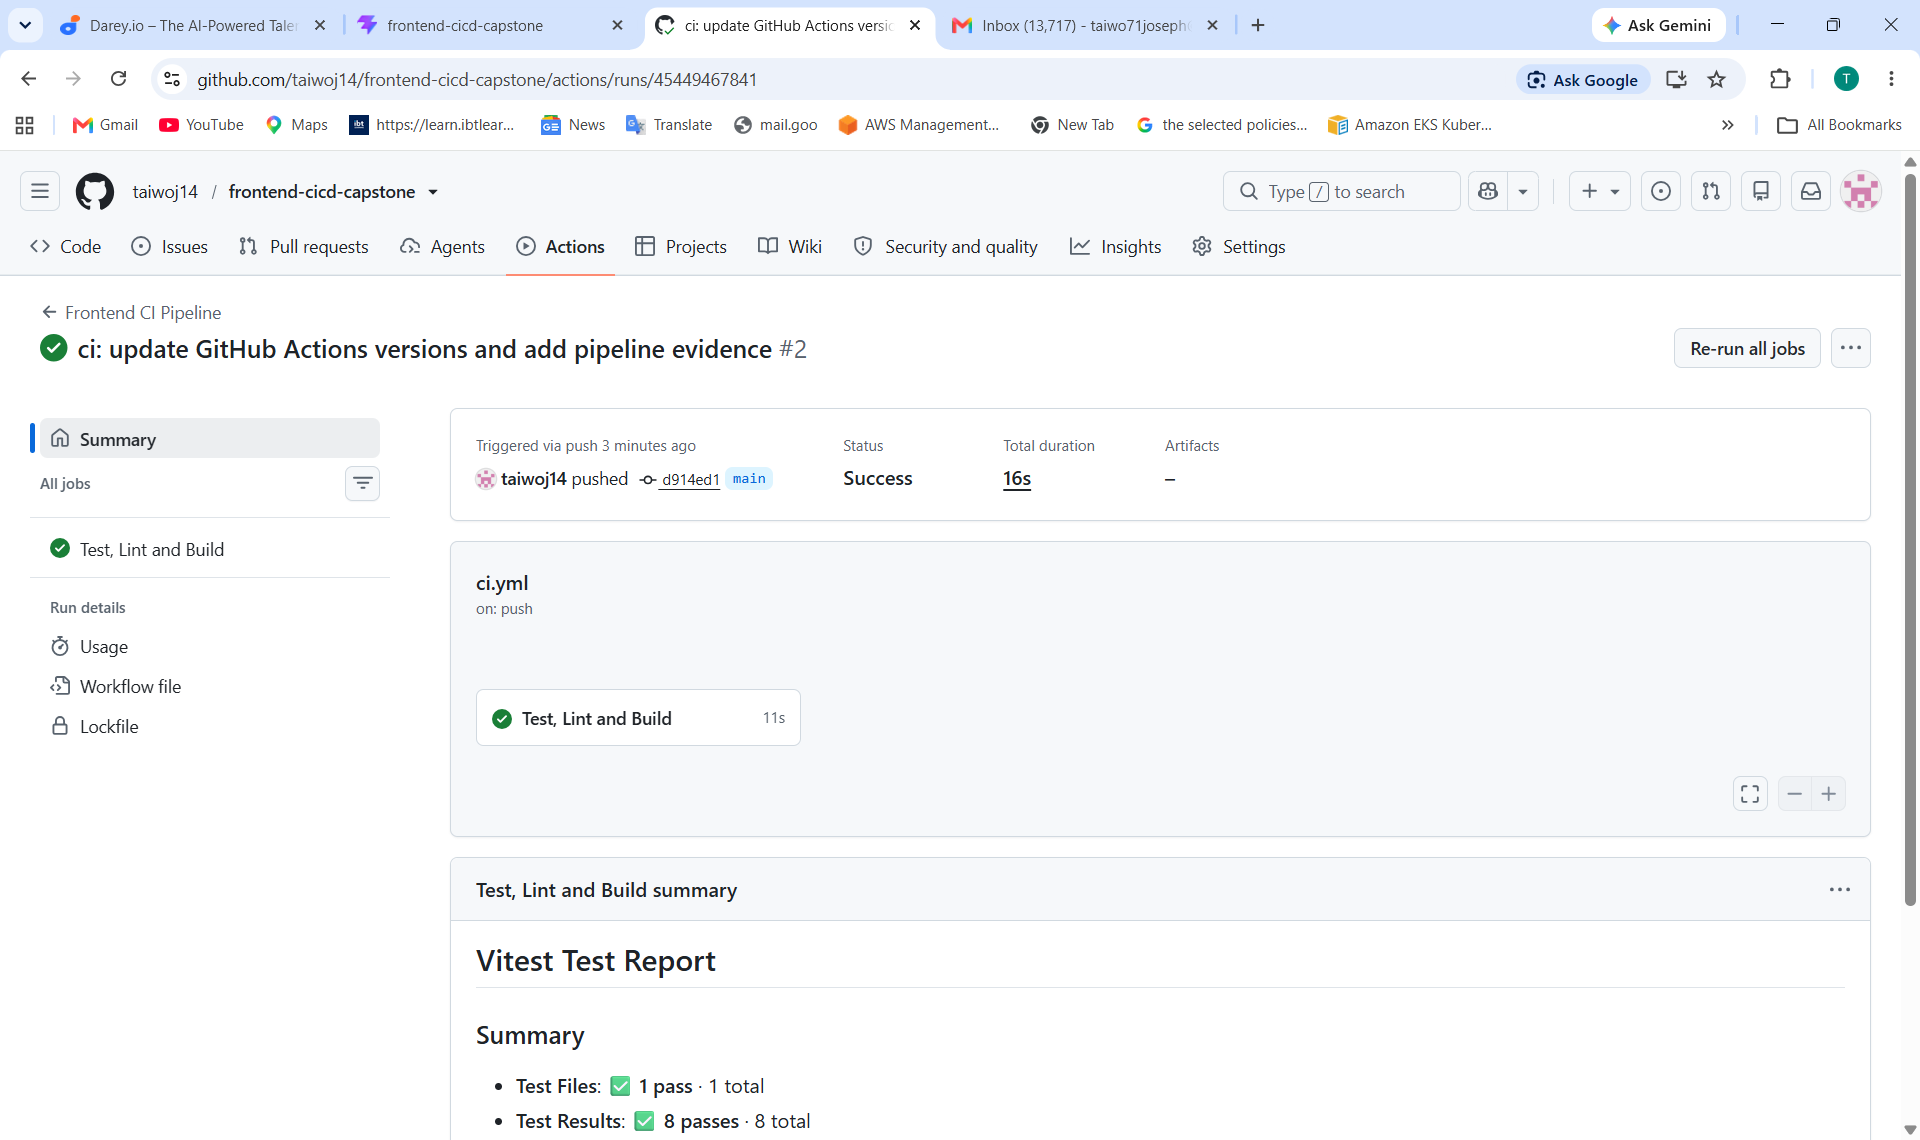 Darey.io – The AI-Powered Taler
frontend-cicd-capstone
ci: update GitHub Actions versio
Inbox (13,717) - taiwo71joseph
Ask Gemini
github.com/taiwoj14/frontend-cicd-capstone/actions/runs/45449467841
Ask Google
T
Gmail
YouTube
Maps
ibt
https://learn.ibtlear...
News
Translate
mail.goo
AWS Management...
New Tab
the selected policies...
Amazon EKS Kuber...
All Bookmarks
taiwoj14 / frontend-cicd-capstone
Type / to search
Code
Issues
Pull requests
Agents
Actions
Projects
Wiki
Security and quality
Insights
Settings
Frontend CI Pipeline
ci: update GitHub Actions versions and add pipeline evidence #2
Re-run all jobs
Summary
All jobs
Test, Lint and Build
Run details
Usage
Workflow file
Lockfile
Triggered via push 3 minutes ago
taiwoj14 pushed d914ed1 main
Status
Success
Total duration
16s
Artifacts
–
ci.yml
on: push
Test, Lint and Build 11s
Test, Lint and Build summary
Vitest Test Report
Summary
• Test Files: ✅ 1 pass · 1 total
• Test Results: ✅ 8 passes · 8 total